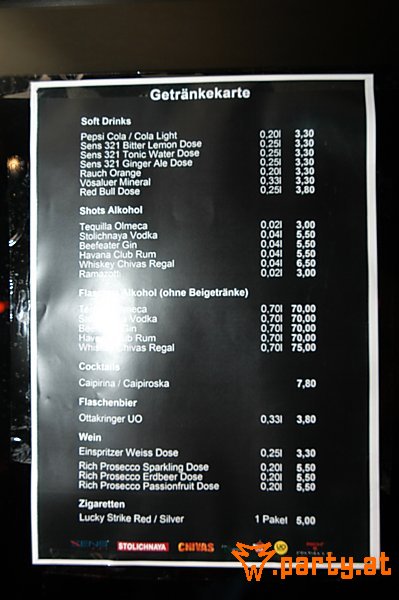 Getränkekarte
Soft Drinks
Pepsi Cola / Cola Light 0,20l 3,30
Sens 321 Bitter Lemon Dose 0,25l 3,30
Sens 321 Tonic Water Dose 0,25l 3,30
Sens 321 Ginger Ale Dose 0,25l 3,30
Rauch Orange 0,20l 3,30
Vösaluer Mineral 0,33l 3,30
Red Bull Dose 0,25l 3,80
Shots Alkohol
Tequilla Olmeca 0,02l 3,00
Stolichnaya Vodka 0,04l 5,50
Beefeater Gin 0,04l 5,50
Havana Club Rum 0,04l 5,50
Whiskey Chivas Regal 0,04l 6,50
Ramazotti 0,02l 3,00
Alkohol (ohne Beigetränke)
Olmeca 0,70l 70,00
Vodka 0,70l 70,00
Gin 0,70l 70,00
Club Rum 0,70l 70,00
Chivas Regal 0,70l 75,00
Cocktails
Caipirina / Caipiroska 7,80
Flaschenbier
Ottakringer UO 0,33l 3,80
Wein
Einspritzer Weiss Dose 0,25l 3,30
Rich Prosecco Sparkling Dose 0,20l 5,50
Rich Prosecco Erdbeer Dose 0,20l 5,50
Rich Prosecco Passionfruit Dose 0,20l 5,50
Zigaretten
Lucky Strike Red / Silver 1 Paket 5,00
STOLICHNAYA CHIVAS
.party.at